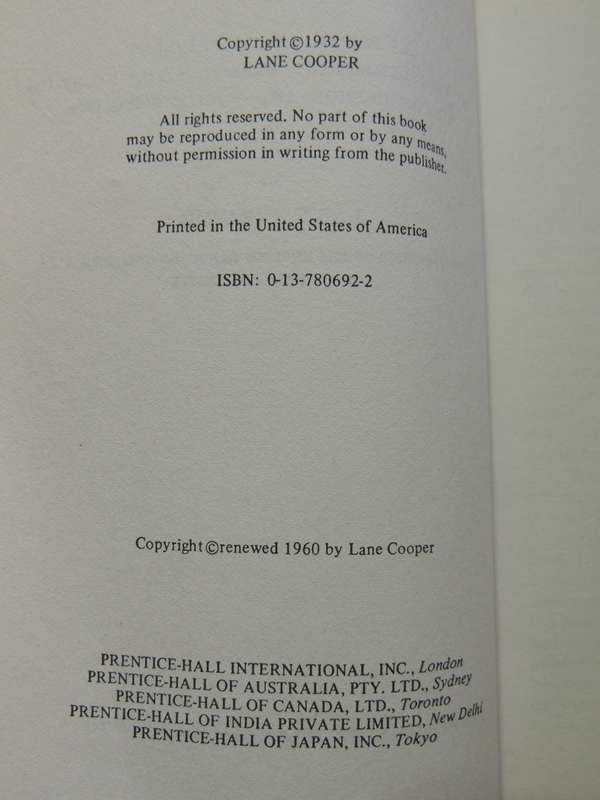 Copyright©1932 by
LANE COOPER
All rights reserved. No part of this book
may be reproduced in any form or by any means,
without permission in writing from the publisher.
Printed in the United States of America
ISBN: 0-13-780692-2
Copyright©renewed 1960 by Lane Cooper
PRENTICE-HALL INTERNATIONAL, INC., London
PRENTICE-HALL OF AUSTRALIA, PTY. LTD., Sydney
PRENTICE-HALL OF CANADA, LTD., Toronto
PRENTICE-HALL OF INDIA PRIVATE LIMITED, New Delhi
PRENTICE-HALL OF JAPAN, INC., Tokyo